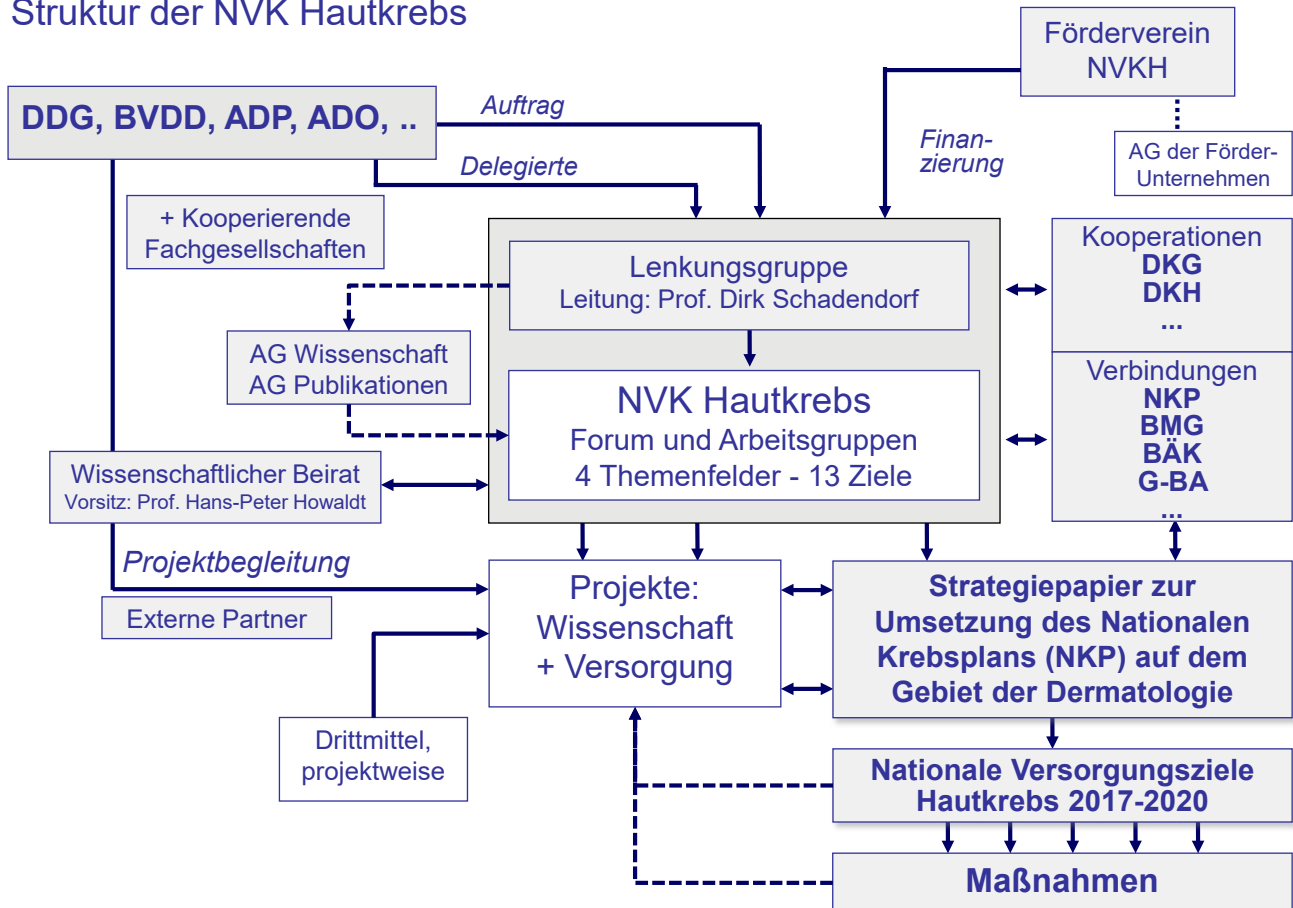 Struktur der NVK Hautkrebs
Förderverein
NVKH
DDG, BVDD, ADP, ADO, ..
Auftrag
Delegierte
Finan-
zierung
AG der Förder-
Unternehmen
+ Kooperierende
Fachgesellschaften
Lenkungsgruppe
Leitung: Prof. Dirk Schadendorf
Kooperationen
DKG
DKH
...
AG Wissenschaft
AG Publikationen
NVK Hautkrebs
Forum und Arbeitsgruppen
4 Themenfelder - 13 Ziele
Verbindungen
NKP
BMG
BÄK
G-BA
...
Wissenschaftlicher Beirat
Vorsitz: Prof. Hans-Peter Howaldt
Projektbegleitung
Externe Partner
Projekte:
Wissenschaft
+ Versorgung
Strategiepapier zur
Umsetzung des Nationalen
Krebsplans (NKP) auf dem
Gebiet der Dermatologie
Drittmittel,
projektweise
Nationale Versorgungsziele
Hautkrebs 2017-2020
Maßnahmen